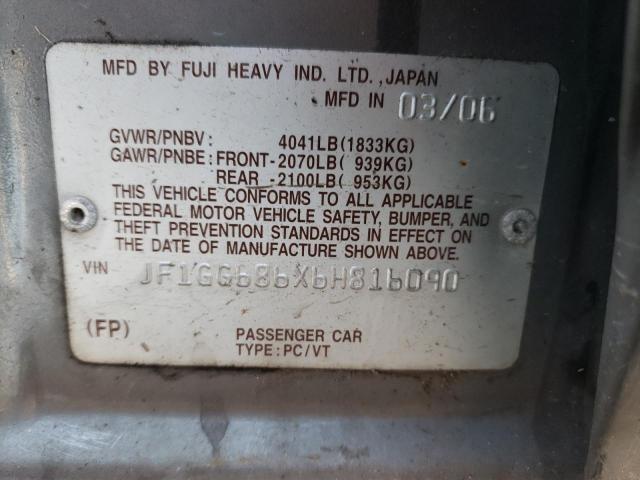 MFD BY FUJI HEAVY IND. LTD., JAPAN
MFD IN 03/06
GVWR/PNBV: 4041LB(1833KG)
GAWR/PNBE: FRONT-2070LB( 939KG)
REAR -2100LB( 953KG)
THIS VEHICLE CONFORMS TO ALL APPLICABLE
FEDERAL MOTOR VEHICLE SAFETY, BUMPER, AND
THEFT PREVENTION STANDARDS IN EFFECT ON
THE DATE OF MANUFACTURE SHOWN ABOVE.
VIN JF1GG686X6H816090
(FP) PASSENGER CAR
TYPE:PC/VT